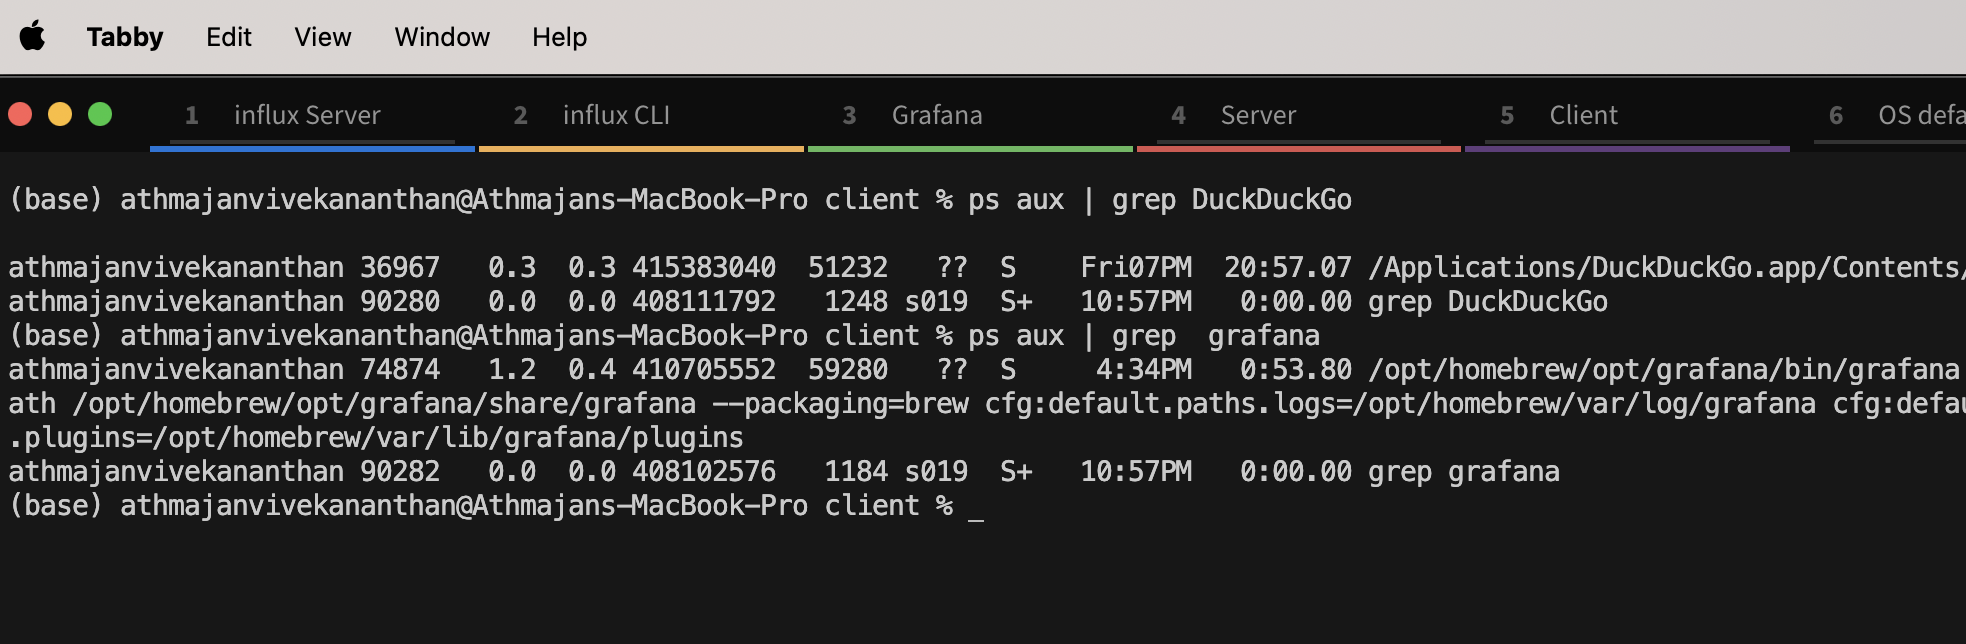 Tabby Edit View Window Help
1 influx Server 2 influx CLI 3 Grafana 4 Server 5 Client 6 OS defa
(base) athmajanvivekananthan@Athmajans-MacBook-Pro client % ps aux | grep DuckDuckGo
athmajanvivekananthan 36967   0.3  0.3 415383040  51232   ??  S    Fri07PM  20:57.07 /Applications/DuckDuckGo.app/Contents/
athmajanvivekananthan 90280   0.0  0.0 408111792   1248 s019  S+   10:57PM   0:00.00 grep DuckDuckGo
(base) athmajanvivekananthan@Athmajans-MacBook-Pro client % ps aux | grep  grafana
athmajanvivekananthan 74874   1.2  0.4 410705552  59280   ??  S     4:34PM   0:53.80 /opt/homebrew/opt/grafana/bin/grafana
ath /opt/homebrew/opt/grafana/share/grafana --packaging=brew cfg:default.paths.logs=/opt/homebrew/var/log/grafana cfg:defau
.plugins=/opt/homebrew/var/lib/grafana/plugins
athmajanvivekananthan 90282   0.0  0.0 408102576   1184 s019  S+   10:57PM   0:00.00 grep grafana
(base) athmajanvivekananthan@Athmajans-MacBook-Pro client % _